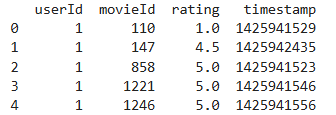 userId movieId rating timestamp
0 1 110 1.0 1425941529
1 1 147 4.5 1425942435
2 1 858 5.0 1425941523
3 1 1221 5.0 1425941546
4 1 1246 5.0 1425941556